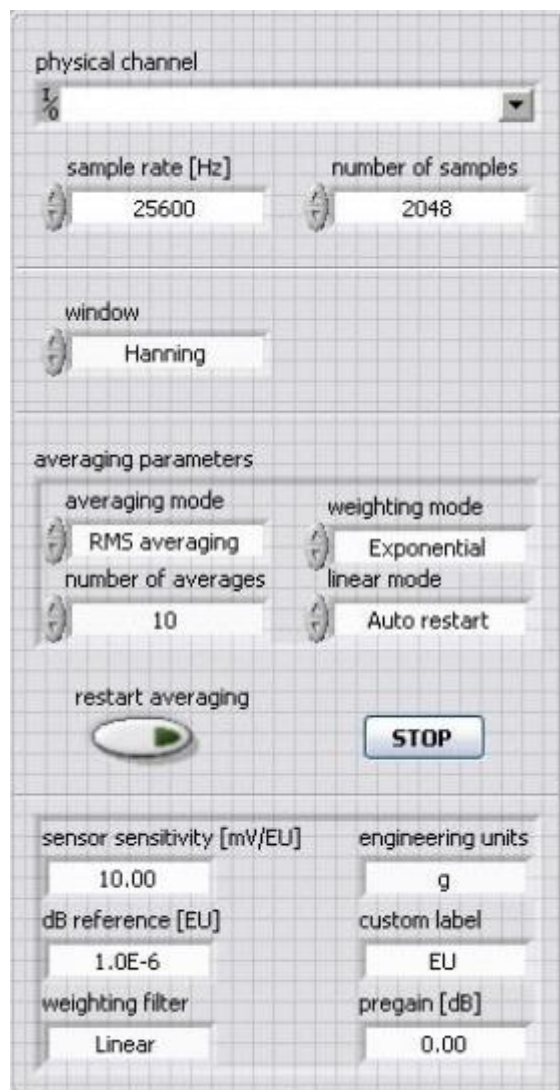 physical channel
I/O
sample rate [Hz] number of samples
25600 2048
window
Hanning
averaging parameters
averaging mode weighting mode
RMS averaging Exponential
number of averages linear mode
10 Auto restart
restart averaging
STOP
sensor sensitivity [mV/EU] engineering units
10.00 g
dB reference [EU] custom label
1.0E-6 EU
weighting filter pregain [dB]
Linear 0.00